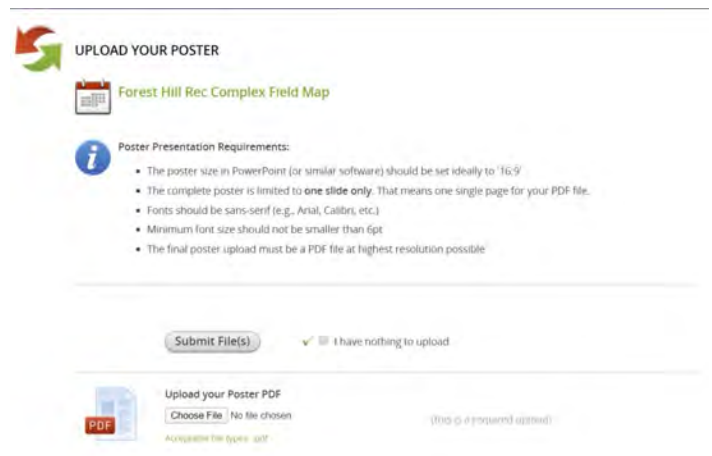 UPLOAD YOUR POSTER
Forest Hill Rec Complex Field Map
Poster Presentation Requirements:
The poster size in PowerPoint (or similar software) should be set ideally to '16:9'
The complete poster is limited to one slide only. That means one single page for your PDF file.
Fonts should be sans-serif (e.g., Arial, Calibri, etc.)
Minimum font size should not be smaller than 6pt
The final poster upload must be a PDF file at highest resolution possible
Submit File(s) I have nothing to upload
Upload your Poster PDF
Choose File No file chosen
(this is a required upload)
PDF
Acceptable file types: .pdf